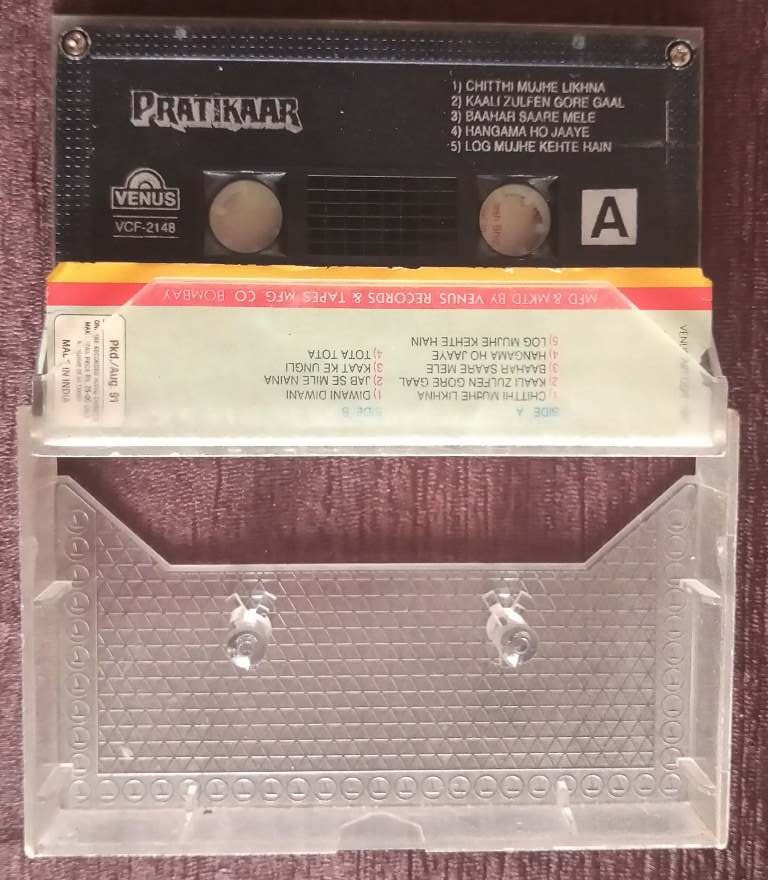 PRATIKAAR
1) CHITTHI MUJHE LIKHNA
2) KAALI ZULFEN GORE GAAL
3) BAAHAR SAARE MELE
4) HANGAMA HO JAAYE
5) LOG MUJHE KEHTE HAIN
VENUS
VCF-2148
A
MFD & MKTD BY VENUS RECORDS & TAPES MFG. CO. BOMBAY
SIDE A
1) CHITTHI MUJHE LIKHNA
2) KAALI ZULFEN GORE GAAL
3) BAAHAR SAARE MELE
4) HANGAMA HO JAAYE
5) LOG MUJHE KEHTE HAIN
SIDE B
1) DIWANI DIWANI
2) JAB SE MILE NAINA
3) KAAT KE UNGLI
4) TOTA TOTA
Pkd./Aug. 91
IN INDIA
VENUS